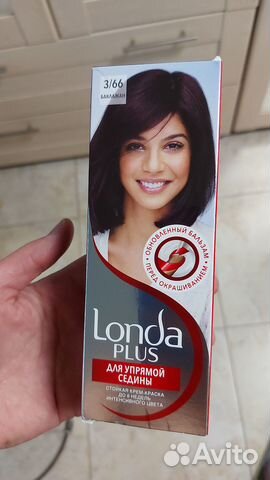 3/66
БАКЛАЖАН
ОБНОВЛЕННЫЙ БАЛЬЗАМ
ПЕРЕД ОКРАШИВАНИЕМ
Londa
PLUS
ДЛЯ УПРЯМОЙ
СЕДИНЫ
СТОЙКАЯ КРЕМ-КРАСКА
ДО 8 НЕДЕЛЬ
ИНТЕНСИВНОГО ЦВЕТА
Avito